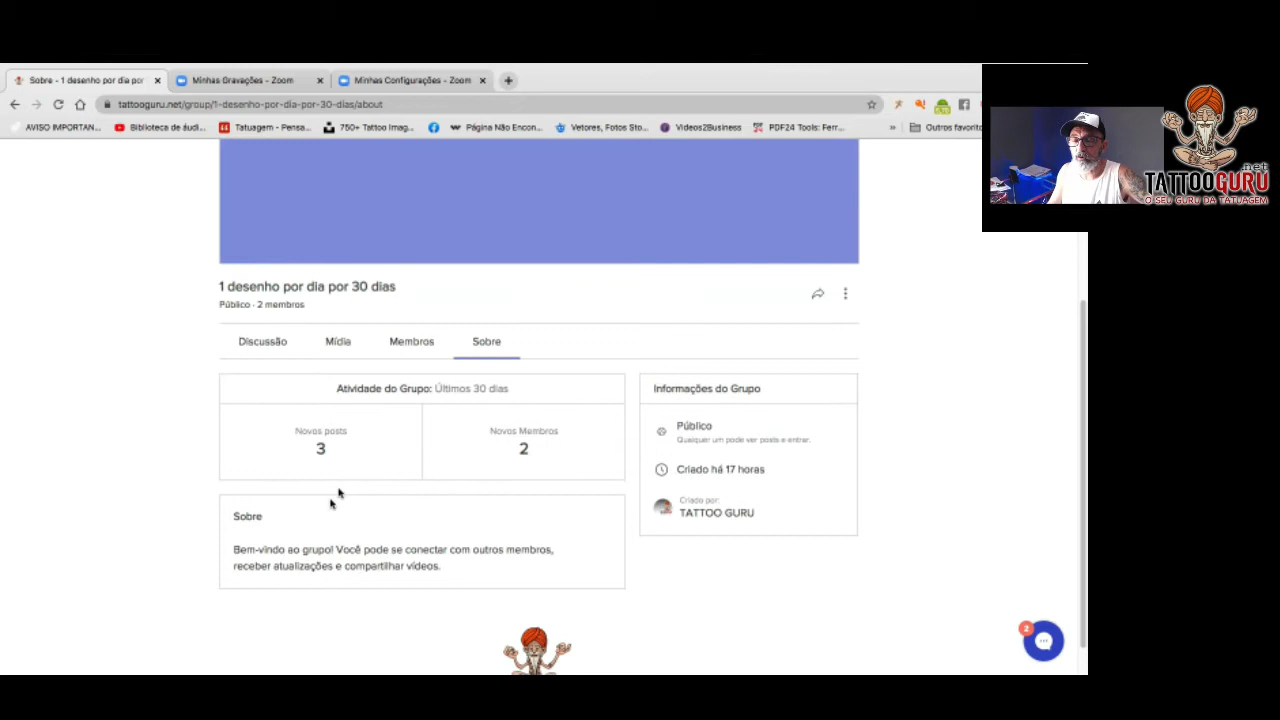 Sobre - 1 desenho por dia por
Minhas Gravações - Zoom
Minhas Configurações - Zoom
tattooguru.net/group/1-desenho-por-dia-por-30-dias/about
AVISO IMPORTAN...
Biblioteca de áudi...
Tatuagem - Pensa...
750+ Tattoo Imag...
Página Não Encon...
Vetores, Fotos Sto...
Videos2Business
PDF24 Tools: Ferr...
»
Outros favorito
.net
TATTOOGURU
O SEU GURU DA TATUAGEM
1 desenho por dia por 30 dias
Público · 2 membros
Discussão
Mídia
Membros
Sobre
Atividade do Grupo: Últimos 30 dias
Novos posts
3
Novos Membros
2
Informações do Grupo
Público
Qualquer um pode ver posts e entrar.
Criado há 17 horas
Criado por:
TATTOO GURU
Sobre
Bem-vindo ao grupo! Você pode se conectar com outros membros,
receber atualizações e compartilhar vídeos.
2